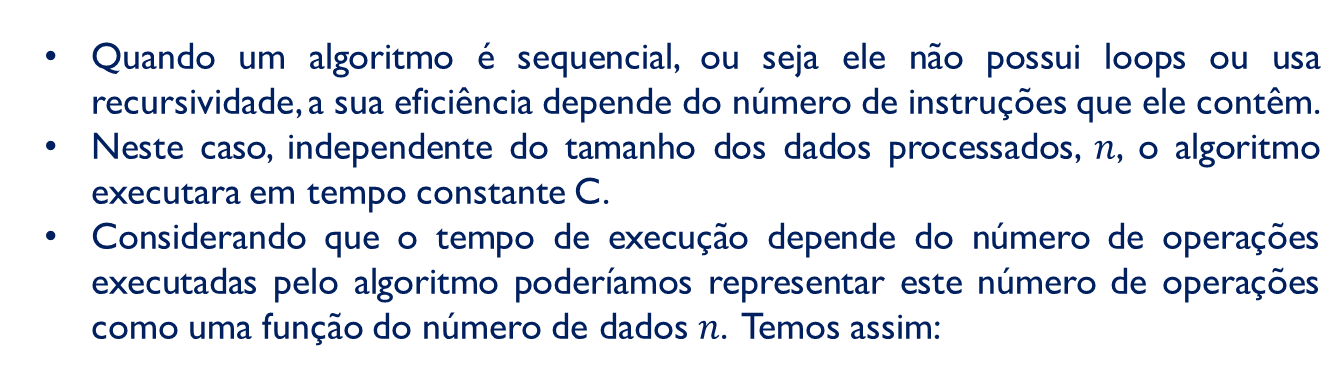 • Quando um algoritmo é sequencial, ou seja ele não possui loops ou usa
recursividade, a sua eficiência depende do número de instruções que ele contêm.
• Neste caso, independente do tamanho dos dados processados, n, o algoritmo
executara em tempo constante C.
• Considerando que o tempo de execução depende do número de operações
executadas pelo algoritmo poderíamos representar este número de operações
como uma função do número de dados n. Temos assim: